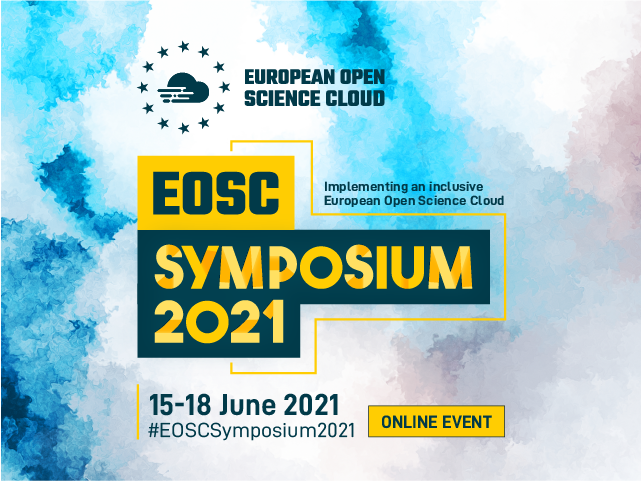 EUROPEAN OPEN
SCIENCE CLOUD
EOSC
Implementing an inclusive
European Open Science Cloud
SYMPOSIUM
2021
15-18 June 2021
#EOSCSymposium2021
ONLINE EVENT